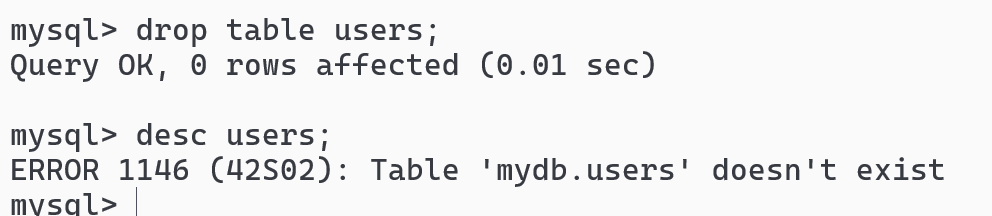 mysql> drop table users;
Query OK, 0 rows affected (0.01 sec)

mysql> desc users;
ERROR 1146 (42S02): Table 'mydb.users' doesn't exist
mysql>